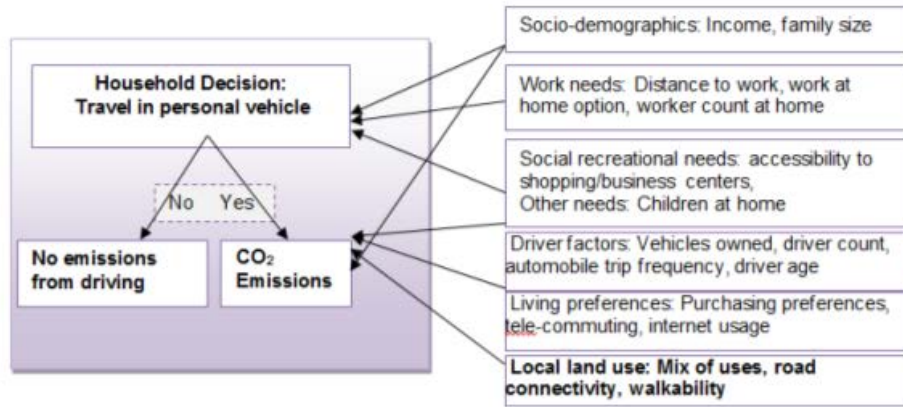 Household Decision:
Travel in personal vehicle
No Yes
No emissions
from driving
CO₂
Emissions
Socio-demographics: Income, family size
Work needs: Distance to work, work at
home option, worker count at home
Social recreational needs: accessibility to
shopping/business centers,
Other needs: Children at home
Driver factors: Vehicles owned, driver count,
automobile trip frequency, driver age
Living preferences: Purchasing preferences,
tele-commuting, internet usage
Local land use: Mix of uses, road
connectivity, walkability